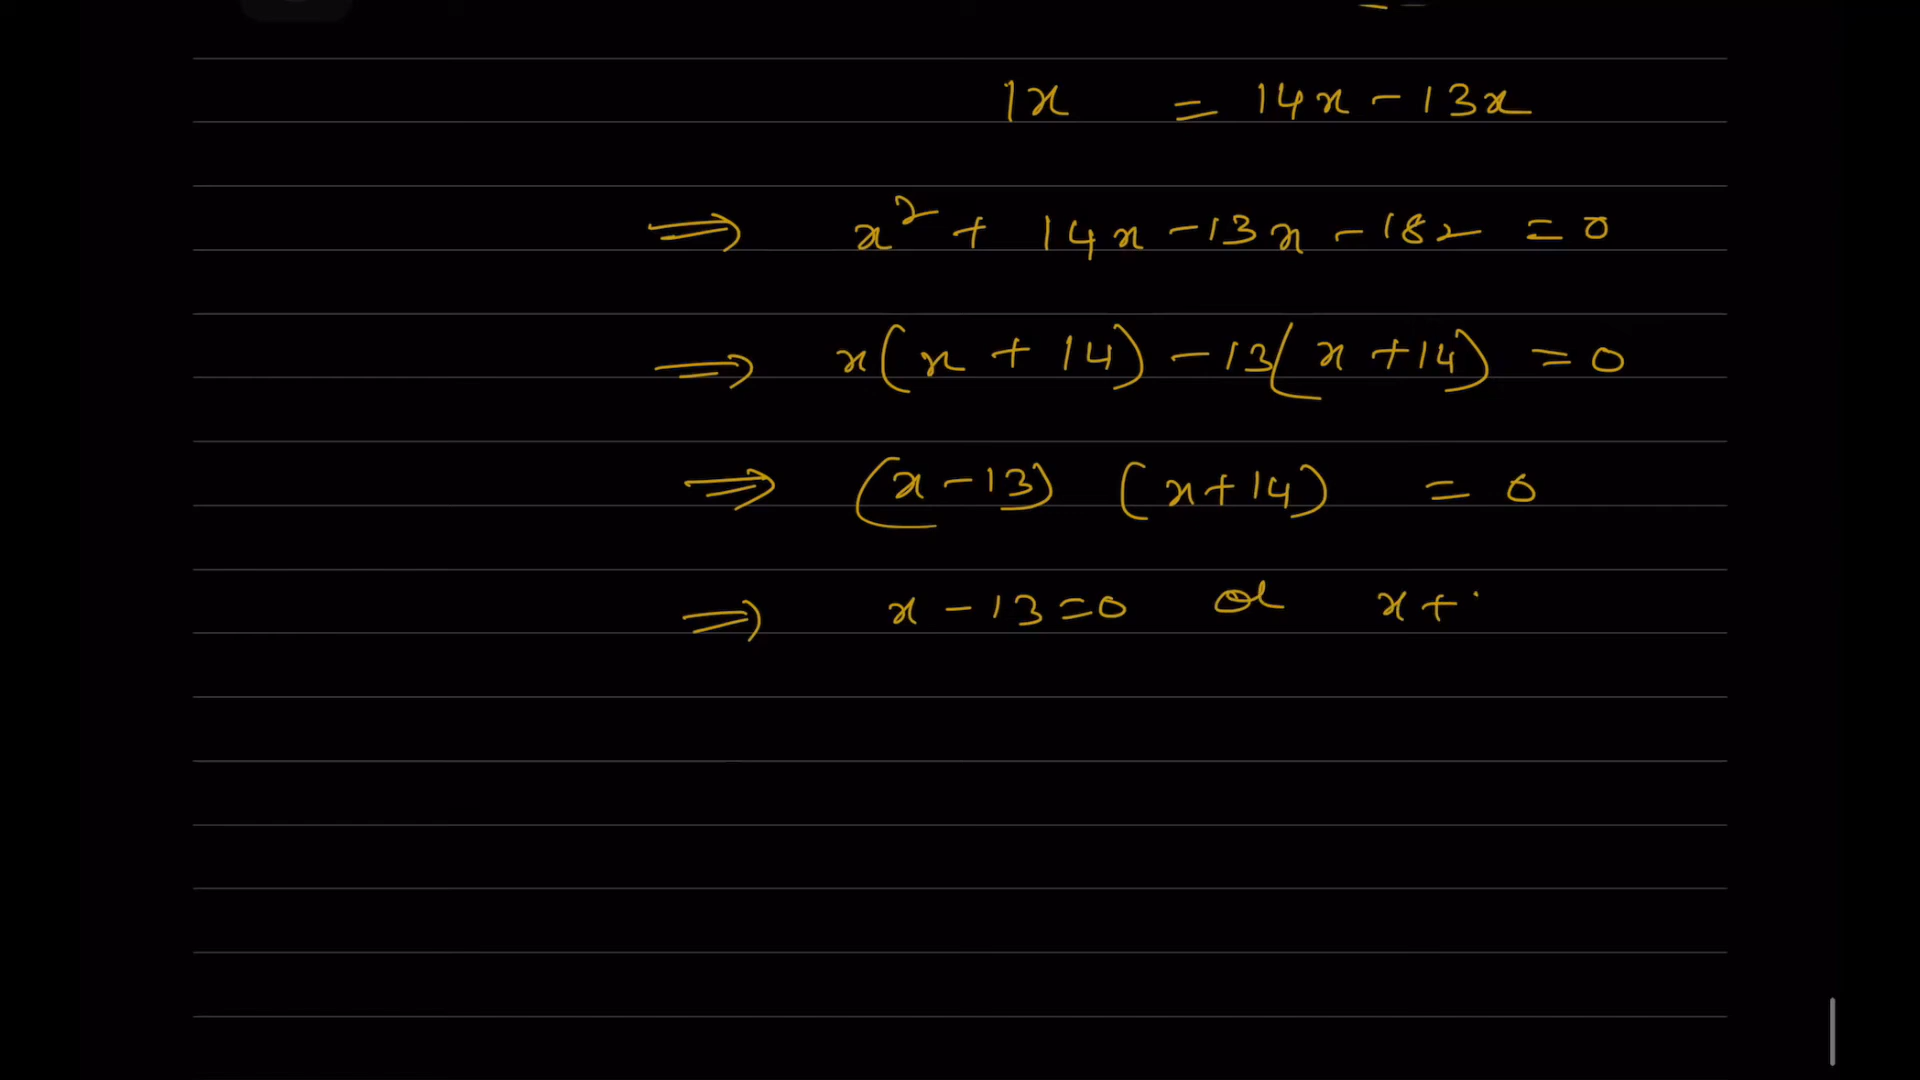 1x = 14x - 13x
⇒ x² + 14x - 13x - 182 = 0
⇒ x(x + 14) - 13(x + 14) = 0
⇒ (x - 13) (x + 14) = 0
⇒ x - 13 = 0 or x +